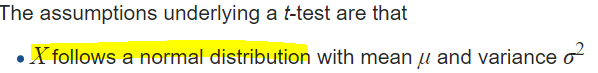 The assumptions underlying a t-test are that
• X follows a normal distribution with mean μ and variance σ²